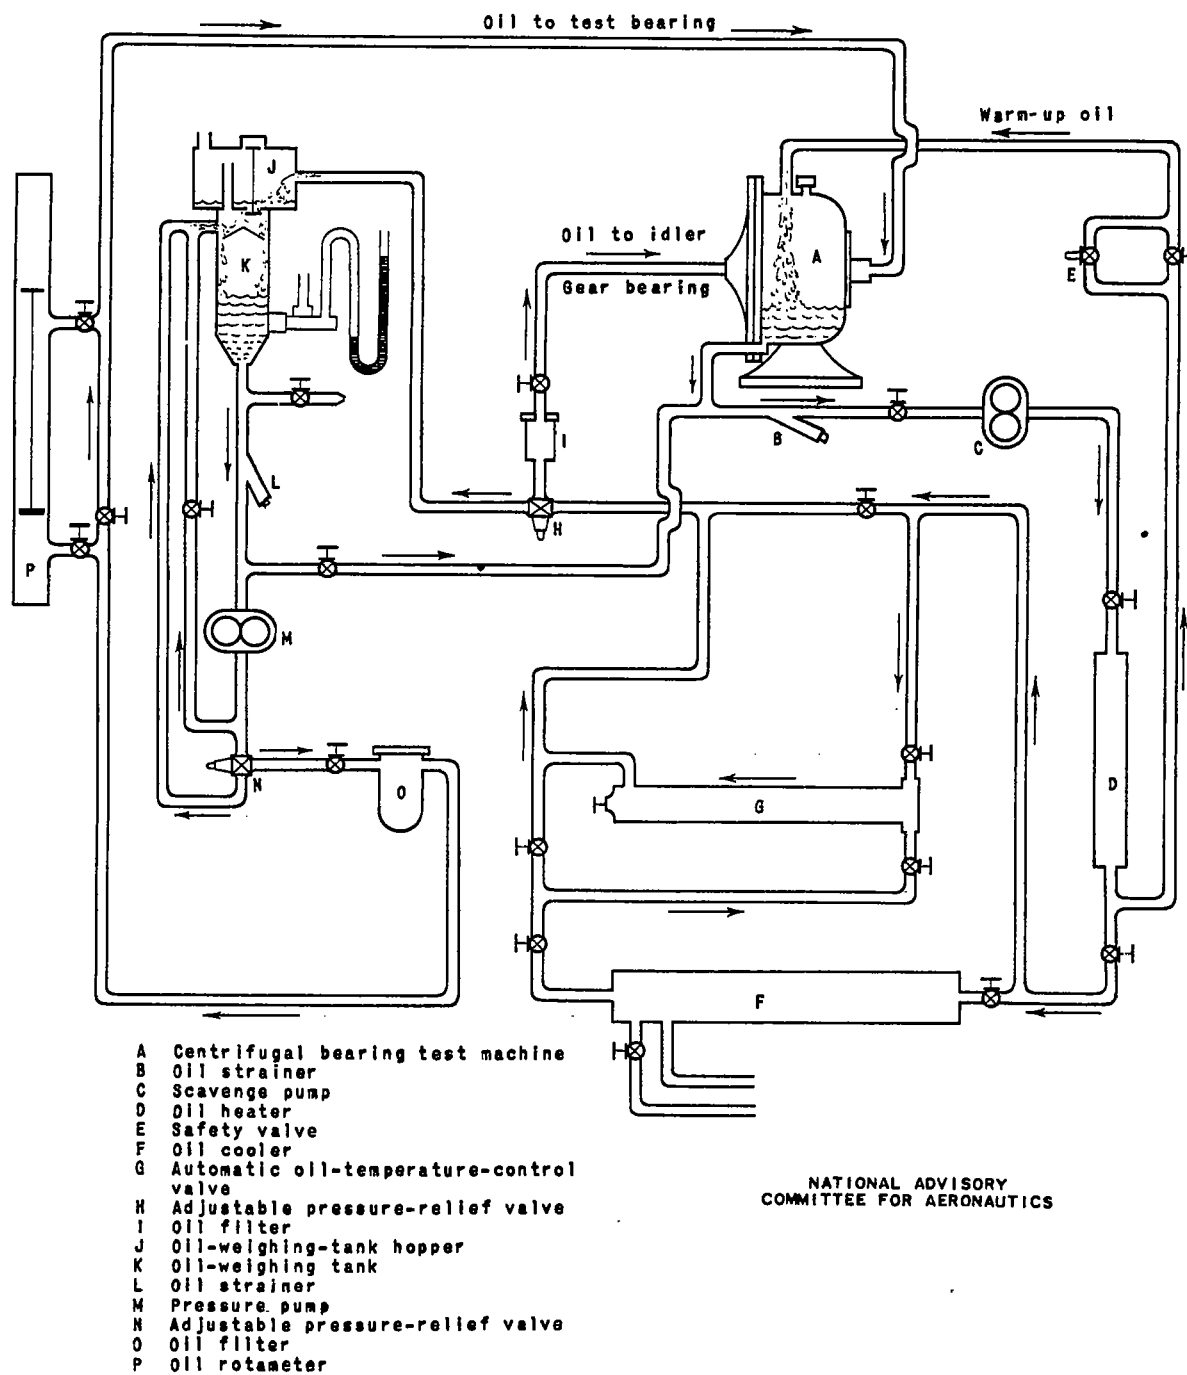 Oil to test bearing
Warm-up oil
J
Oil to idler
Gear bearing
K
A
E
B
C
I
L
H
P
M
D
N
O
G
F
A Centrifugal bearing test machine
B Oil strainer
C Scavenge pump
D Oil heater
E Safety valve
F Oil cooler
G Automatic oil-temperature-control
valve
H Adjustable pressure-relief valve
I Oil filter
J Oil-weighing-tank hopper
K Oil-weighing tank
L Oil strainer
M Pressure pump
N Adjustable pressure-relief valve
O Oil filter
P Oil rotameter
NATIONAL ADVISORY
COMMITTEE FOR AERONAUTICS